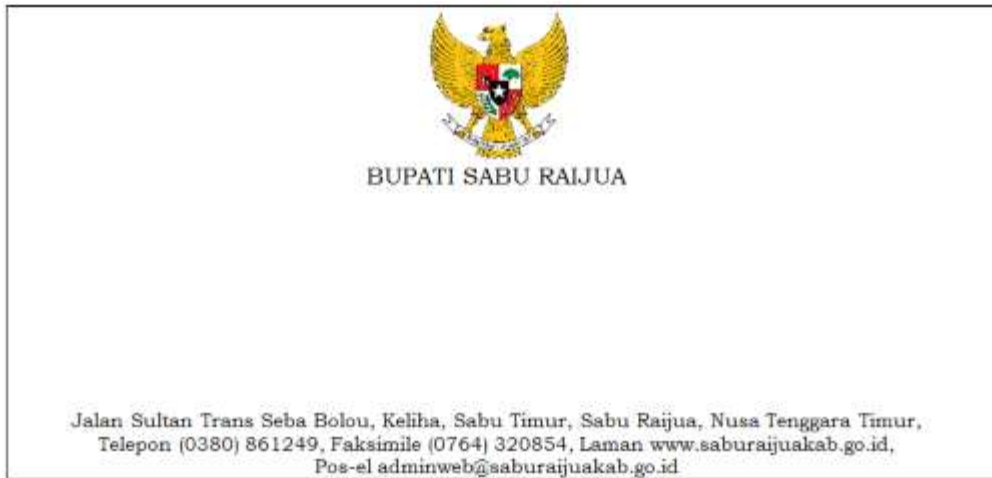 BUPATI SABU RAIJUA
Jalan Sultan Trans Seba Bolou, Keliha, Sabu Timur, Sabu Raijua, Nusa Tenggara Timur,
Telepon (0380) 861249, Faksimile (0764) 320854, Laman www.saburaijuakab.go.id,
Pos-el adminweb@saburaijuakab.go.id